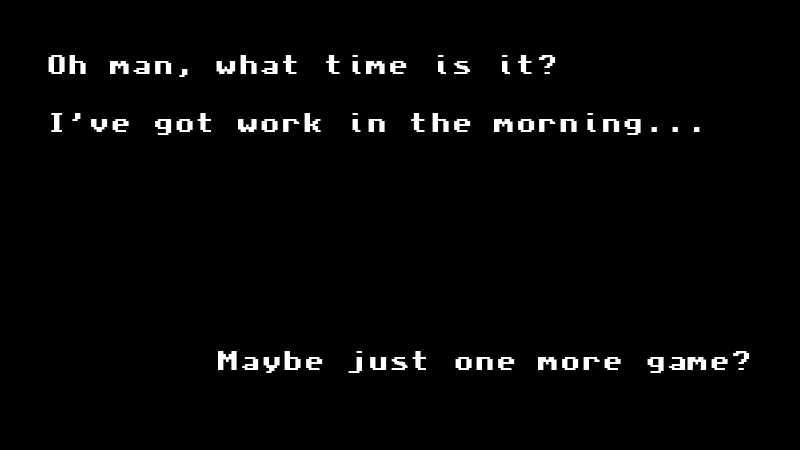 Oh man, what time is it?
I've got work in the morning...
Maybe just one more game?